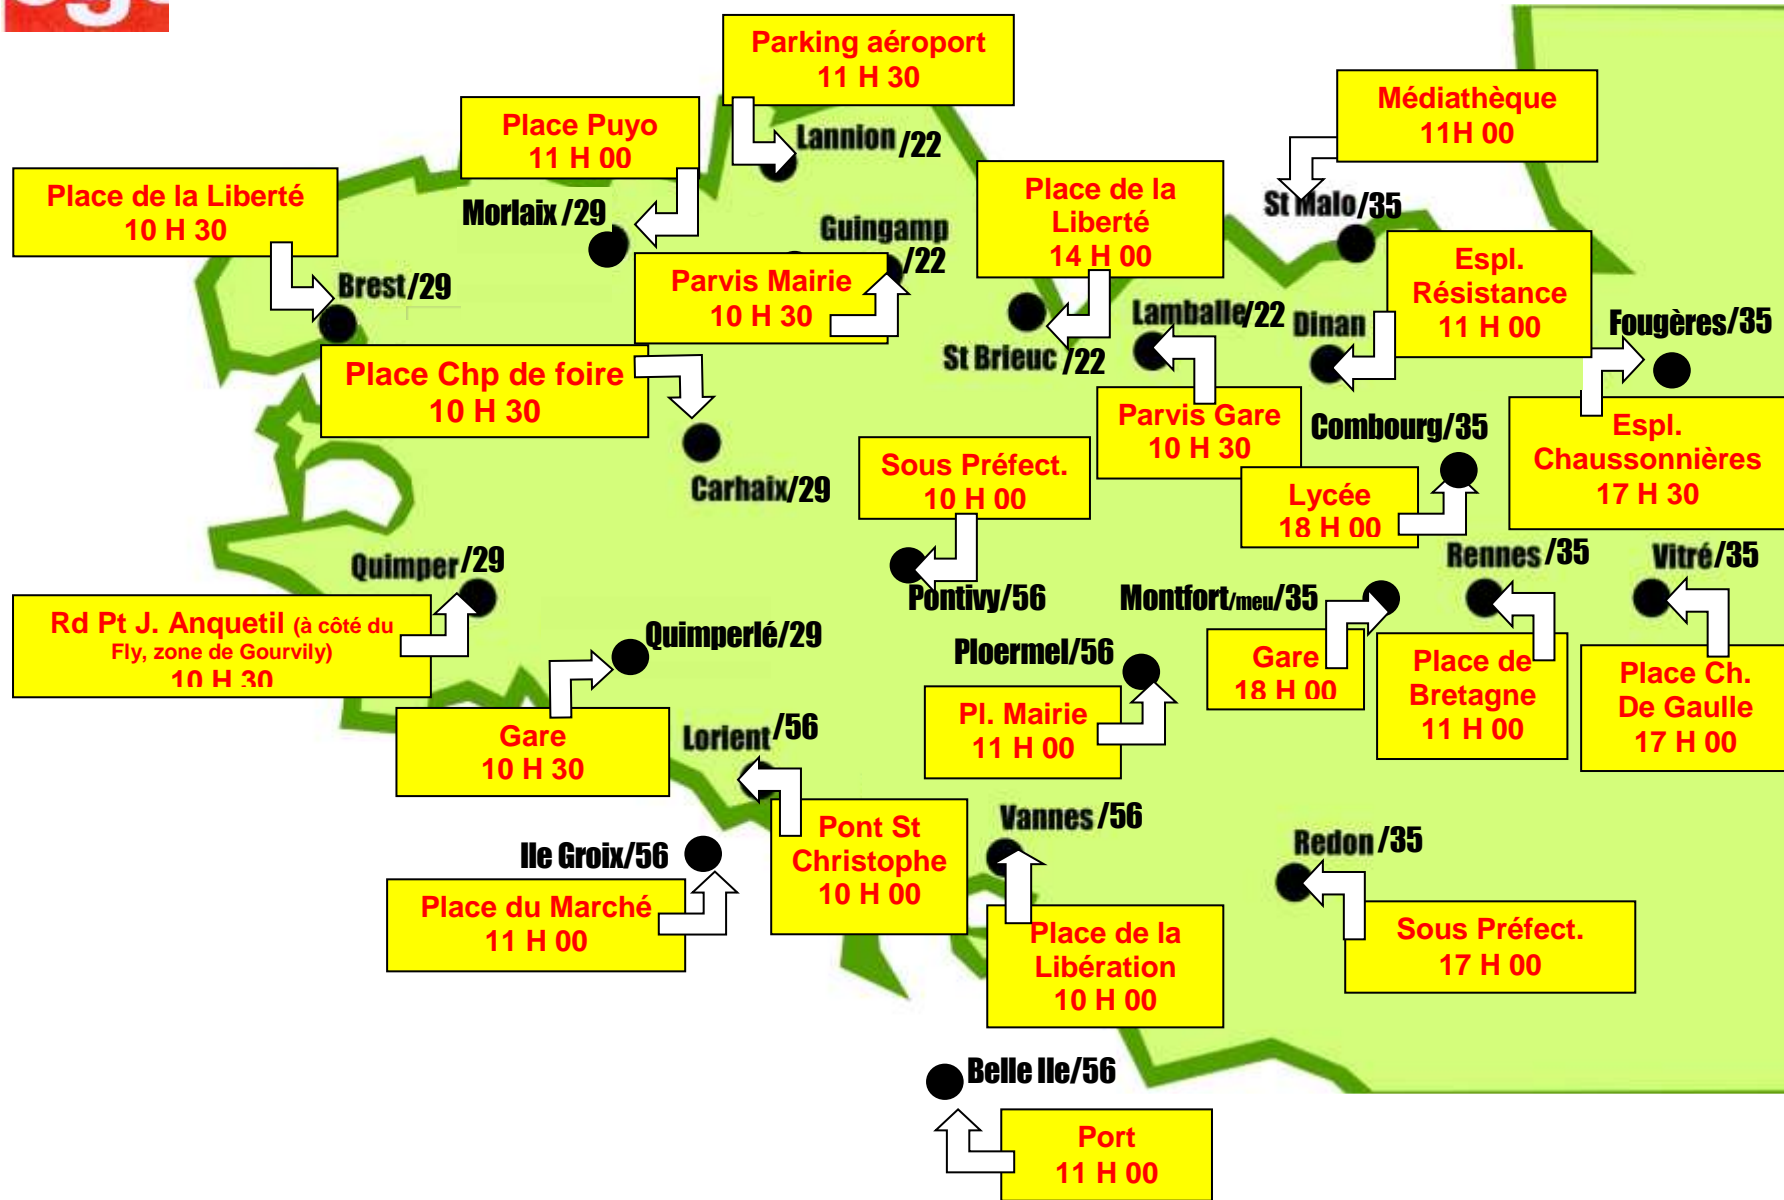 Parking aéroport
11 H 30
Lannion /22
Place Puyo
11 H 00
Morlaix /29
Médiathèque
11H 00
St Malo/35
Place de la Liberté
10 H 30
Brest/29
Guingamp
/22
Parvis Mairie
10 H 30
Place de la
Liberté
14 H 00
St Brieuc /22
Lamballe/22
Parvis Gare
10 H 30
Dinan
Espl.
Résistance
11 H 00
Fougères/35
Espl.
Chaussonnières
17 H 30
Place Chp de foire
10 H 30
Carhaix/29
Sous Préfect.
10 H 00
Pontivy/56
Combourg/35
Lycée
18 H 00
Quimper/29
Rd Pt J. Anquetil (à côté du
Fly, zone de Gourvily)
10 H 30
Quimperlé/29
Gare
10 H 30
Ploermel/56
Pl. Mairie
11 H 00
Montfort/meu/35
Gare
18 H 00
Rennes /35
Place de
Bretagne
11 H 00
Vitré/35
Place Ch.
De Gaulle
17 H 00
Lorient/56
Pont St
Christophe
10 H 00
Ile Groix/56
Place du Marché
11 H 00
Vannes /56
Place de la
Libération
10 H 00
Redon /35
Sous Préfect.
17 H 00
Belle Ile/56
Port
11 H 00